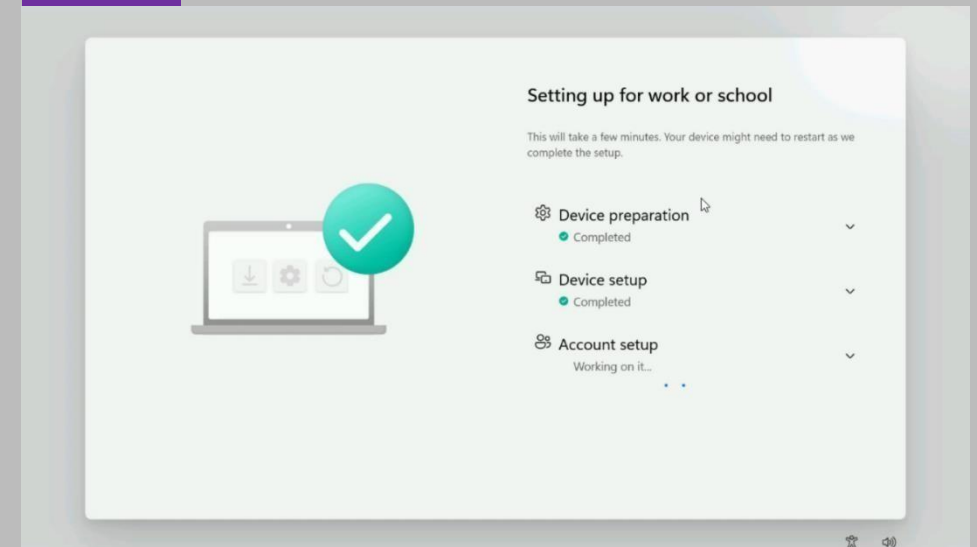 Setting up for work or school
This will take a few minutes. Your device might need to restart as we
complete the setup.
Device preparation
Completed
Device setup
Completed
Account setup
Working on it...